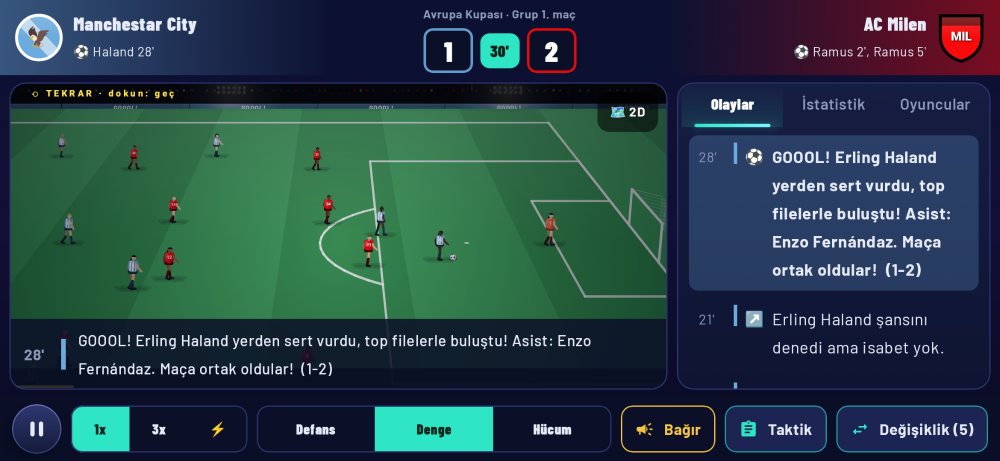 Manchestar City
Haland 28'
Avrupa Kupası · Grup 1. maç
1
30'
2
AC Milen
Ramus 2', Ramus 5'
MIL
TEKRAR · dokun: geç
2D
GOOOL! Erling Haland yerden sert vurdu, top filelerle buluştu! Asist: Enzo
28'
Fernández. Maça ortak oldular! (1-2)
Olaylar
İstatistik
Oyuncular
28'
GOOOL! Erling Haland
yerden sert vurdu, top
filelerle buluştu! Asist:
Enzo Fernández. Maça
ortak oldular! (1-2)
21'
Erling Haland şansını
denedi ama isabet yok.
1x
3x
Defans
Denge
Hücum
Bağır
Taktik
Değişiklik (5)